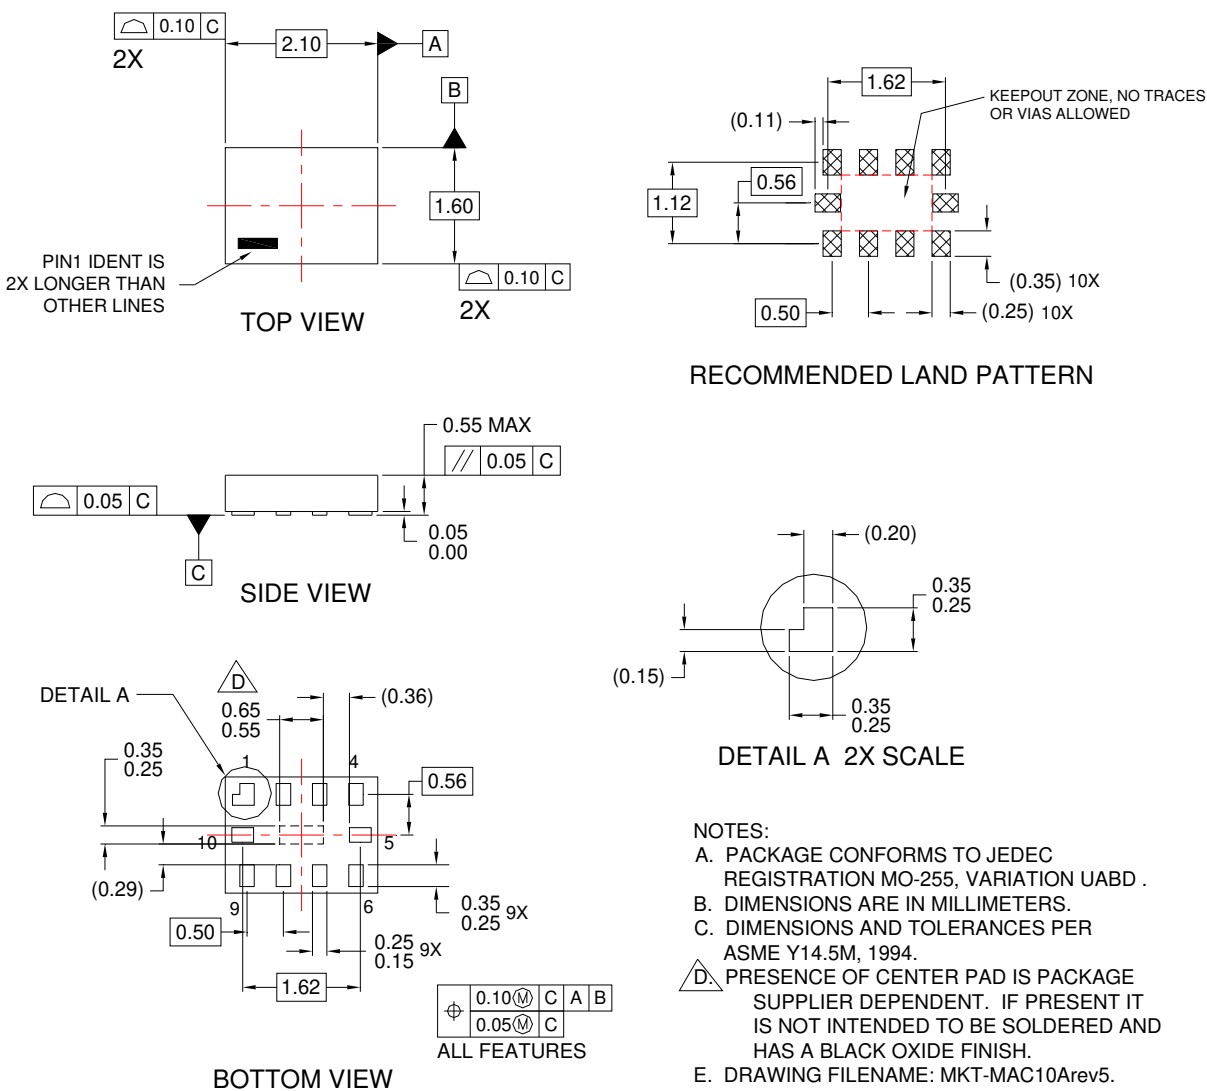 0.10 C
2X
2.10
A
B
1.60
PIN1 IDENT IS
2X LONGER THAN
OTHER LINES
0.10 C
2X
TOP VIEW
1.62
KEEPOUT ZONE, NO TRACES
OR VIAS ALLOWED
(0.11)
0.56
1.12
(0.35) 10X
0.50
(0.25) 10X
RECOMMENDED LAND PATTERN
0.55 MAX
// 0.05 C
0.05 C
0.05
0.00
C
SIDE VIEW
(0.20)
0.35
0.25
(0.15)
0.35
0.25
DETAIL A 2X SCALE
DETAIL A
D
0.65
0.55
(0.36)
0.35
0.25
1
4
0.56
10
5
(0.29)
9
6
0.35
0.25 9X
0.50
0.25
0.15 9X
1.62
0.10 Ⓜ C A B
0.05 Ⓜ C
ALL FEATURES
BOTTOM VIEW
NOTES:
A. PACKAGE CONFORMS TO JEDEC
REGISTRATION MO-255, VARIATION UABD .
B. DIMENSIONS ARE IN MILLIMETERS.
C. DIMENSIONS AND TOLERANCES PER
ASME Y14.5M, 1994.
D. PRESENCE OF CENTER PAD IS PACKAGE
SUPPLIER DEPENDENT. IF PRESENT IT
IS NOT INTENDED TO BE SOLDERED AND
HAS A BLACK OXIDE FINISH.
E. DRAWING FILENAME: MKT-MAC10Arev5.